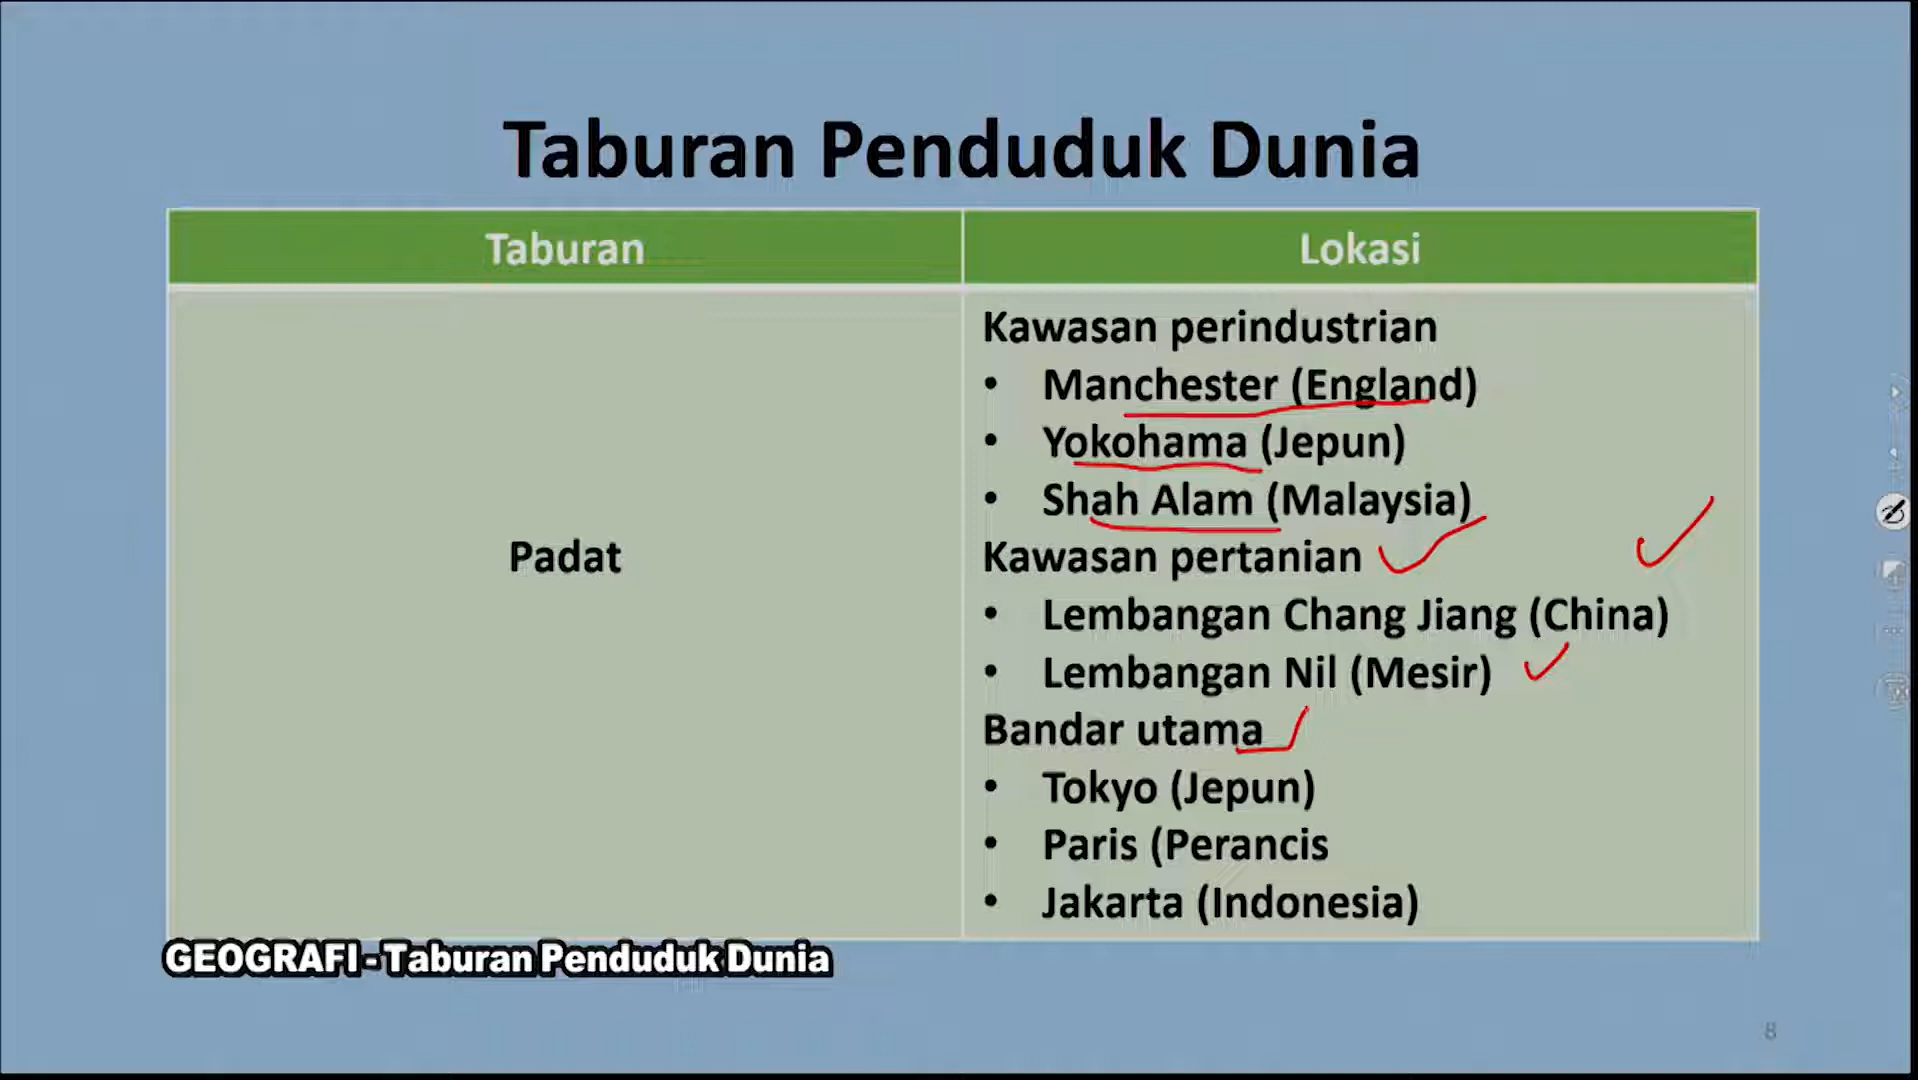 Taburan Penduduk Dunia
Taburan
Lokasi
Padat
Kawasan perindustrian
• Manchester (England)
• Yokohama (Jepun)
• Shah Alam (Malaysia)
Kawasan pertanian
• Lembangan Chang Jiang (China)
• Lembangan Nil (Mesir)
Bandar utama
• Tokyo (Jepun)
• Paris (Perancis
• Jakarta (Indonesia)
GEOGRAFI - Taburan Penduduk Dunia
8